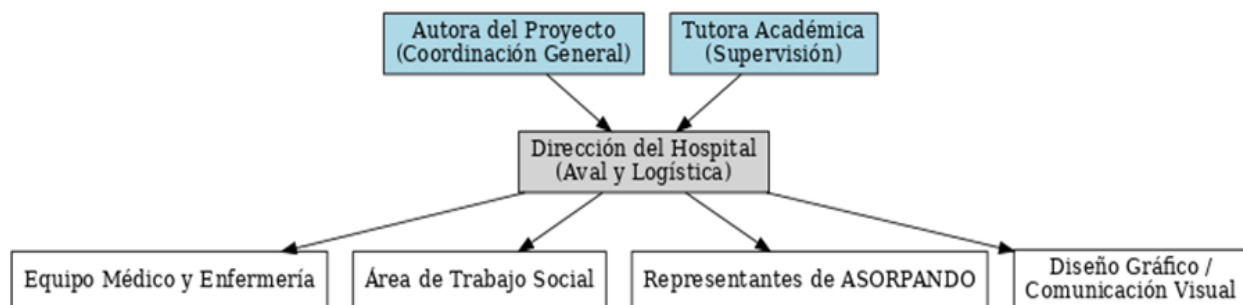 Autora del Proyecto
(Coordinación General)
Tutora Académica
(Supervisión)
Dirección del Hospital
(Aval y Logística)
Equipo Médico y Enfermería
Área de Trabajo Social
Representantes de ASORPANDO
Diseño Gráfico /
Comunicación Visual